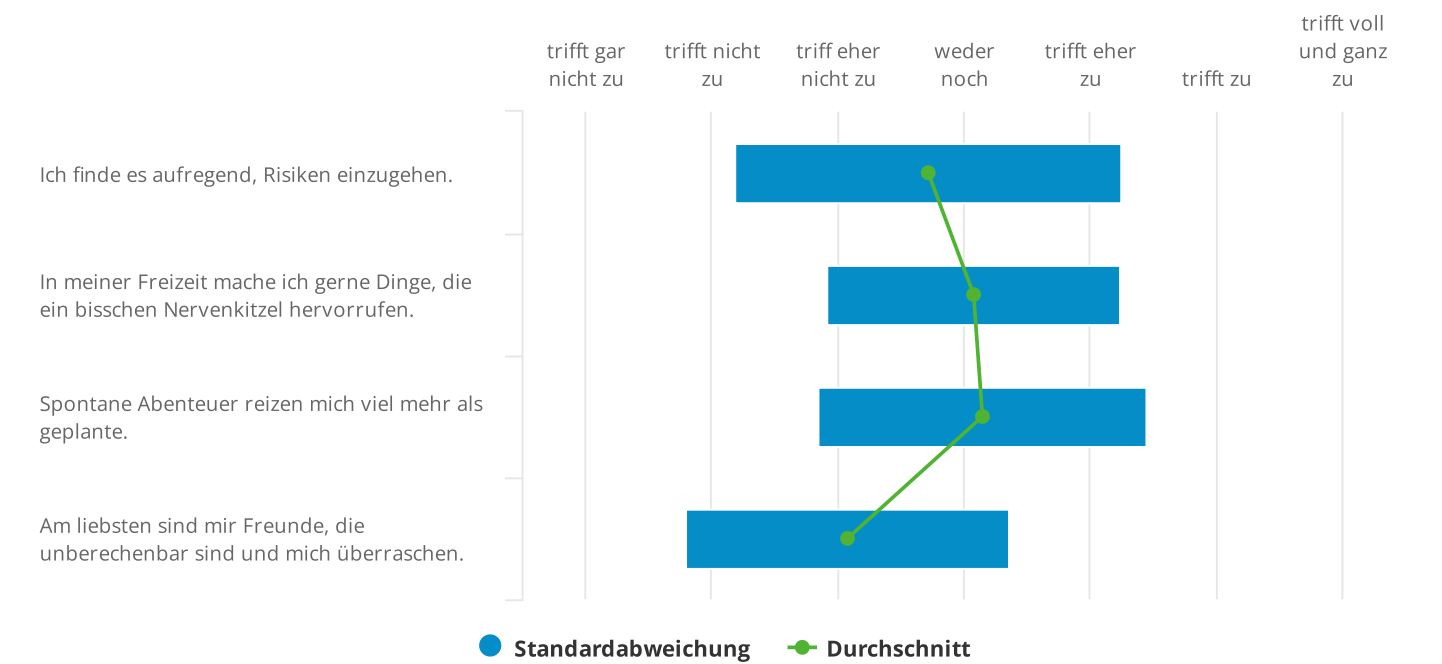 trifft gar
nicht zu
trifft nicht
zu
triff eher
nicht zu
weder
noch
trifft eher
zu
trifft zu
trifft voll
und ganz
zu
Ich finde es aufregend, Risiken einzugehen.
In meiner Freizeit mache ich gerne Dinge, die
ein bisschen Nervenkitzel hervorrufen.
Spontane Abenteuer reizen mich viel mehr als
geplante.
Am liebsten sind mir Freunde, die
unberechenbar sind und mich überraschen.
Standardabweichung
Durchschnitt